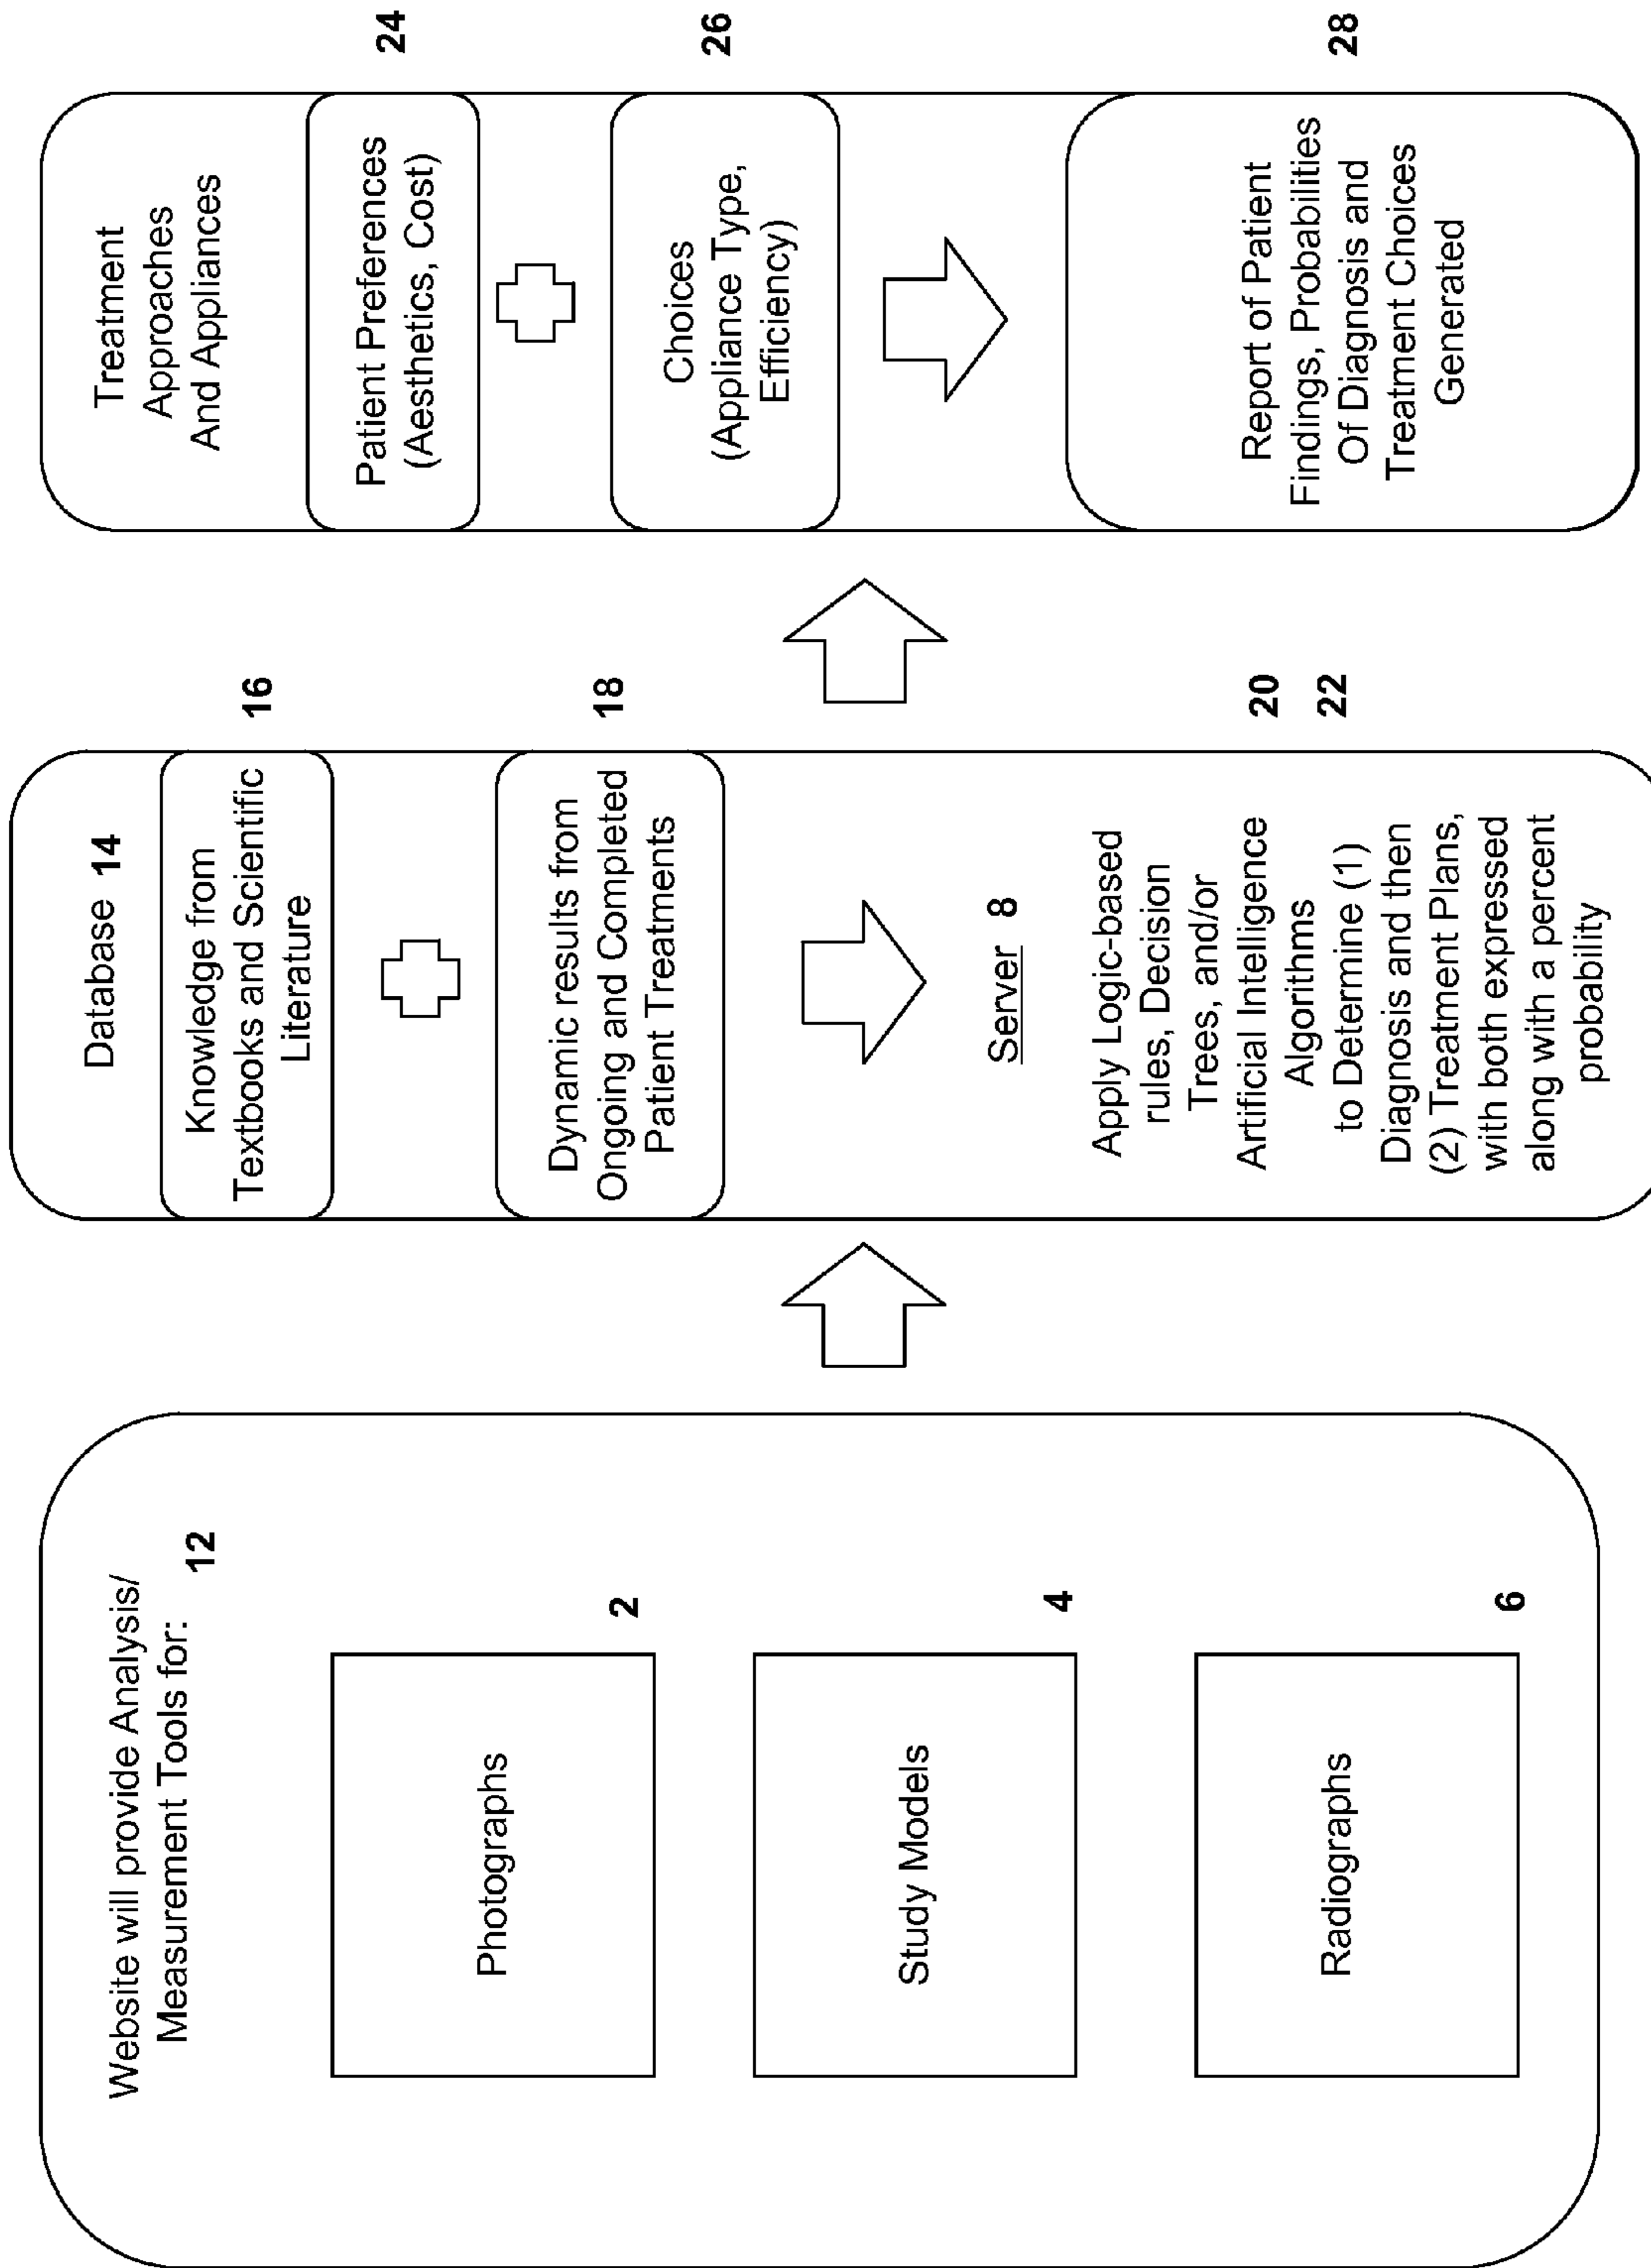 Website will provide Analysis/
Measurement Tools for:
12
Photographs
2
Study Models
4
Radiographs
6
Database 14
Knowledge from
Textbooks and Scientific
Literature
16
Dynamic results from
Ongoing and Completed
Patient Treatments
18
Server 8
Apply Logic-based
rules, Decision
Trees, and/or
Artificial Intelligence
Algorithms
to Determine (1)
Diagnosis and then
(2) Treatment Plans,
with both expressed
along with a percent
probability
20
22
Treatment
Approaches
And Appliances
Patient Preferences
(Aesthetics, Cost)
24
Choices
(Appliance Type,
Efficiency)
26
Report of Patient
Findings, Probabilities
Of Diagnosis and
Treatment Choices
Generated
28